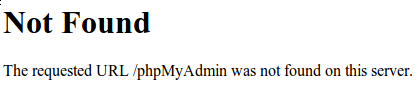 Not Found
The requested URL /phpMyAdmin was not found on this server.